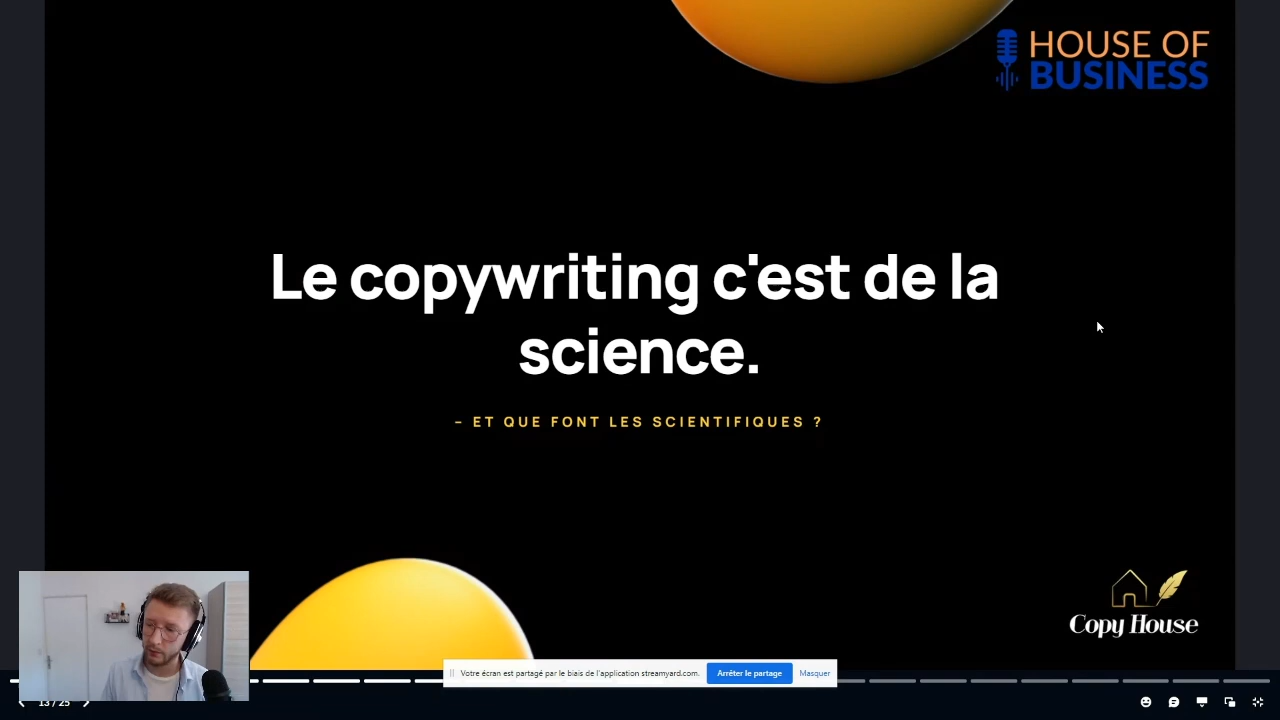 HOUSE OF
BUSINESS
Le copywriting c'est de la
science.
– ET QUE FONT LES SCIENTIFIQUES ?
Copy House
Votre écran est partagé par le biais de l'application streamyard.com. Arrêter le partage Masquer
13 / 25